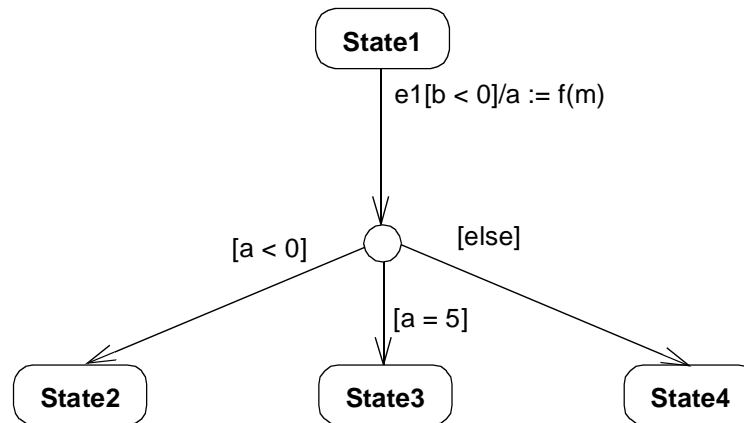 State1
e1[b < 0]/a := f(m)
[a < 0]
[else]
[a = 5]
State2
State3
State4